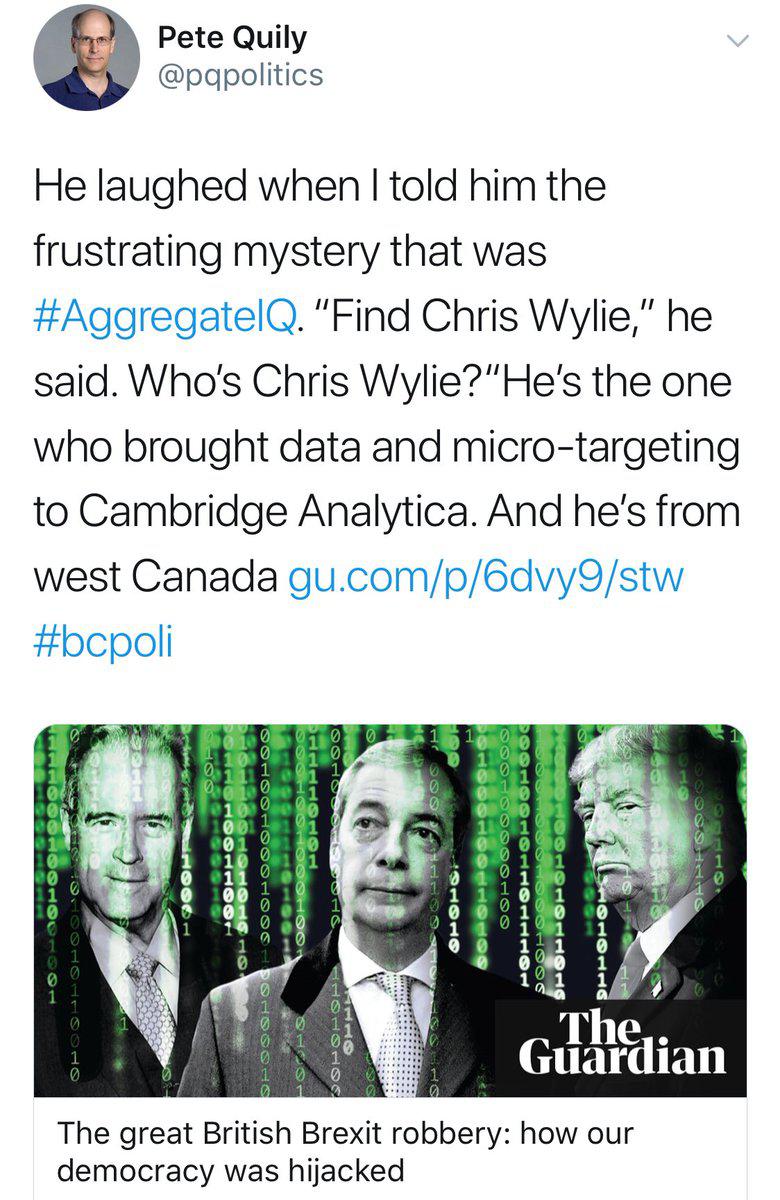 Pete Quily
@pqpolitics
He laughed when I told him the
frustrating mystery that was
#AggregateIQ. “Find Chris Wylie,” he
said. Who’s Chris Wylie?“He’s the one
who brought data and micro-targeting
to Cambridge Analytica. And he’s from
west Canada gu.com/p/6dvy9/stw
#bcpoli
The
Guardian
The great British Brexit robbery: how our
democracy was hijacked